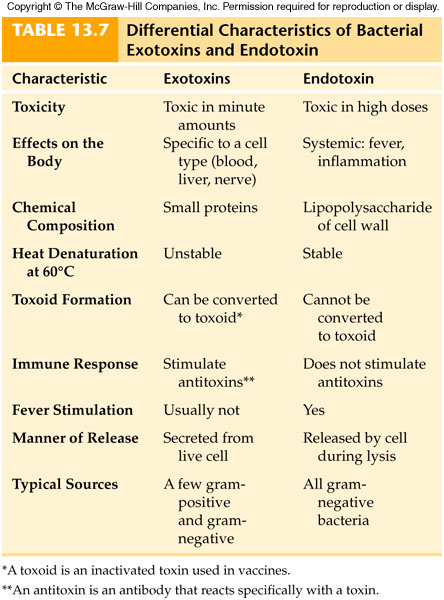 Copyright © The McGraw-Hill Companies, Inc. Permission required for reproduction or display.
TABLE 13.7 Differential Characteristics of Bacterial
Exotoxins and Endotoxin
Characteristic Exotoxins Endotoxin
Toxicity Toxic in minute Toxic in high doses
amounts
Effects on the Specific to a cell Systemic: fever,
Body type (blood, inflammation
liver, nerve)
Chemical Small proteins Lipopolysaccharide
Composition of cell wall
Heat Denaturation Unstable Stable
at 60°C
Toxoid Formation Can be converted Cannot be
to toxoid* converted
to toxoid
Immune Response Stimulate Does not stimulate
antitoxins** antitoxins
Fever Stimulation Usually not Yes
Manner of Release Secreted from Released by cell
live cell during lysis
Typical Sources A few gram- All gram-
positive negative
and gram- bacteria
negative
*A toxoid is an inactivated toxin used in vaccines.
**An antitoxin is an antibody that reacts specifically with a toxin.